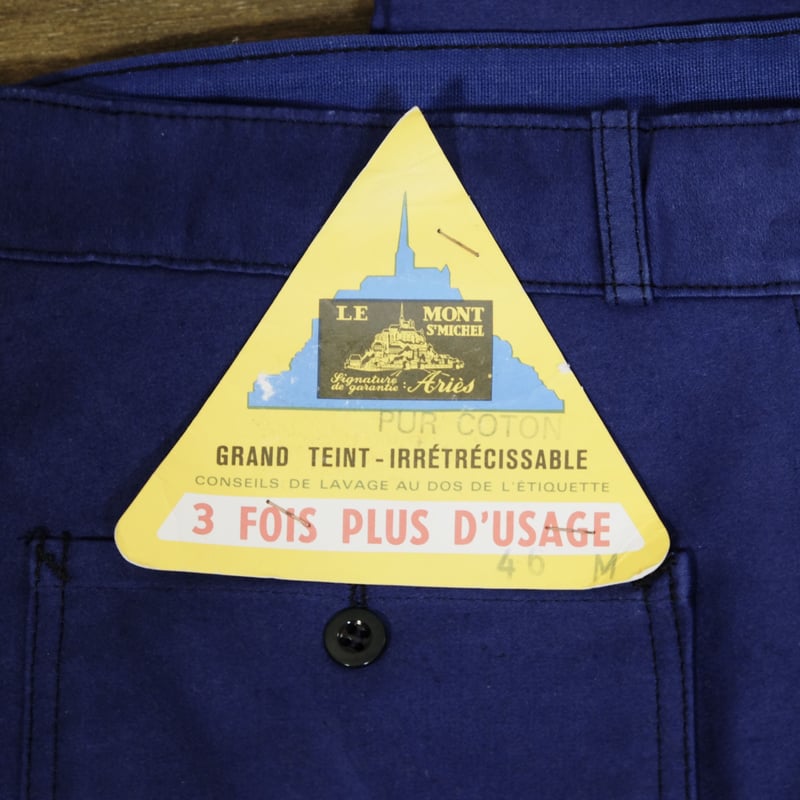 LE MONT
ST MICHEL
Signature
de garantie : Ariès
PUR COTON
GRAND TEINT - IRRÉTRÉCISSABLE
CONSEILS DE LAVAGE AU DOS DE L'ÉTIQUETTE
3 FOIS PLUS D'USAGE
46 M